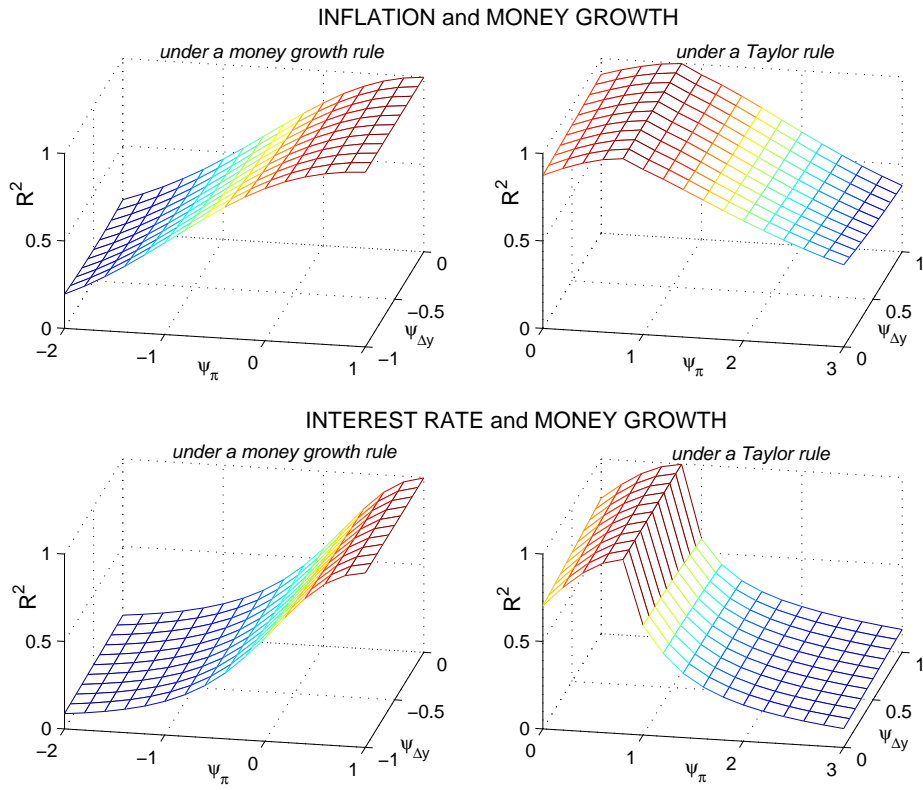 INFLATION and MONEY GROWTH
under a money growth rule
under a Taylor rule
1
0.5
0
R²
−2
−1
0
1
ψπ
−1
−0.5
0
ψΔy
1
0.5
0
R²
0
1
2
3
ψπ
0
0.5
1
ψΔy
INTEREST RATE and MONEY GROWTH
under a money growth rule
under a Taylor rule
1
0.5
0
R²
−2
−1
0
1
ψπ
−1
−0.5
0
ψΔy
1
0.5
0
R²
0
1
2
3
ψπ
0
0.5
1
ψΔy